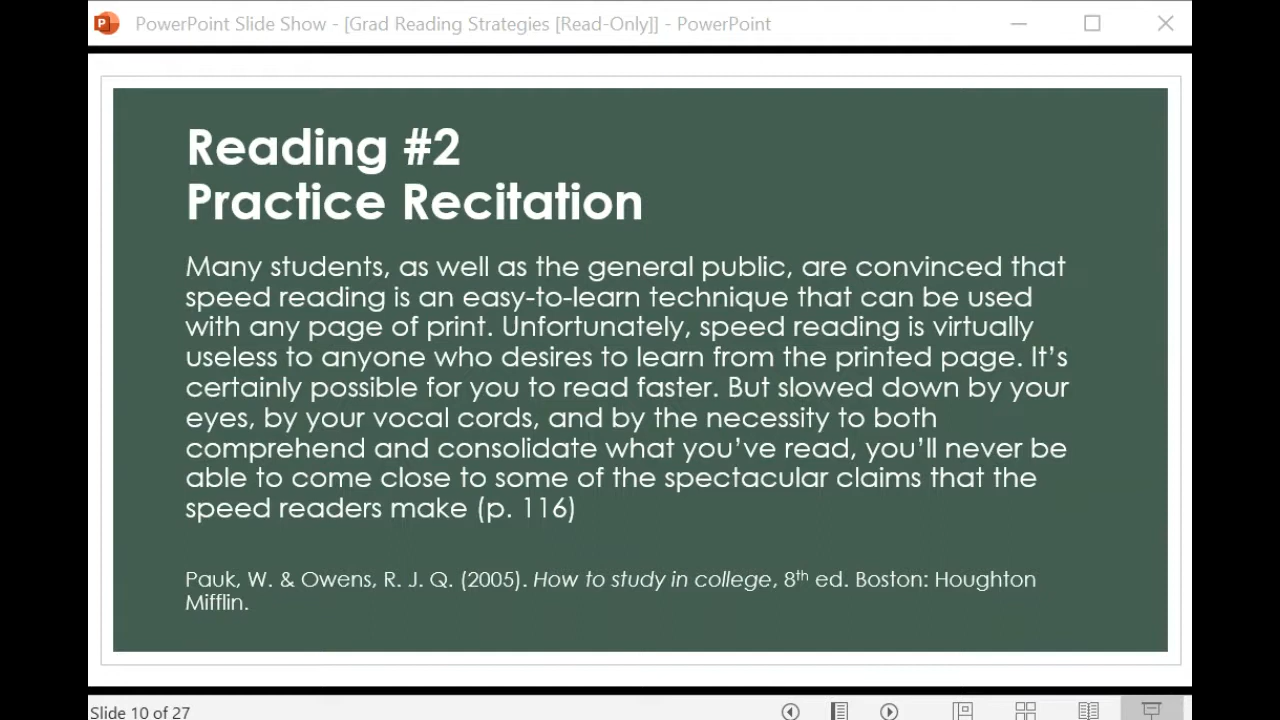 PowerPoint Slide Show - [Grad Reading Strategies [Read-Only]] - PowerPoint
Reading #2
Practice Recitation
Many students, as well as the general public, are convinced that
speed reading is an easy-to-learn technique that can be used
with any page of print. Unfortunately, speed reading is virtually
useless to anyone who desires to learn from the printed page. It's
certainly possible for you to read faster. But slowed down by your
eyes, by your vocal cords, and by the necessity to both
comprehend and consolidate what you've read, you'll never be
able to come close to some of the spectacular claims that the
speed readers make (p. 116)
Pauk, W. & Owens, R. J. Q. (2005). How to study in college, 8th ed. Boston: Houghton
Mifflin.
Slide 10 of 27